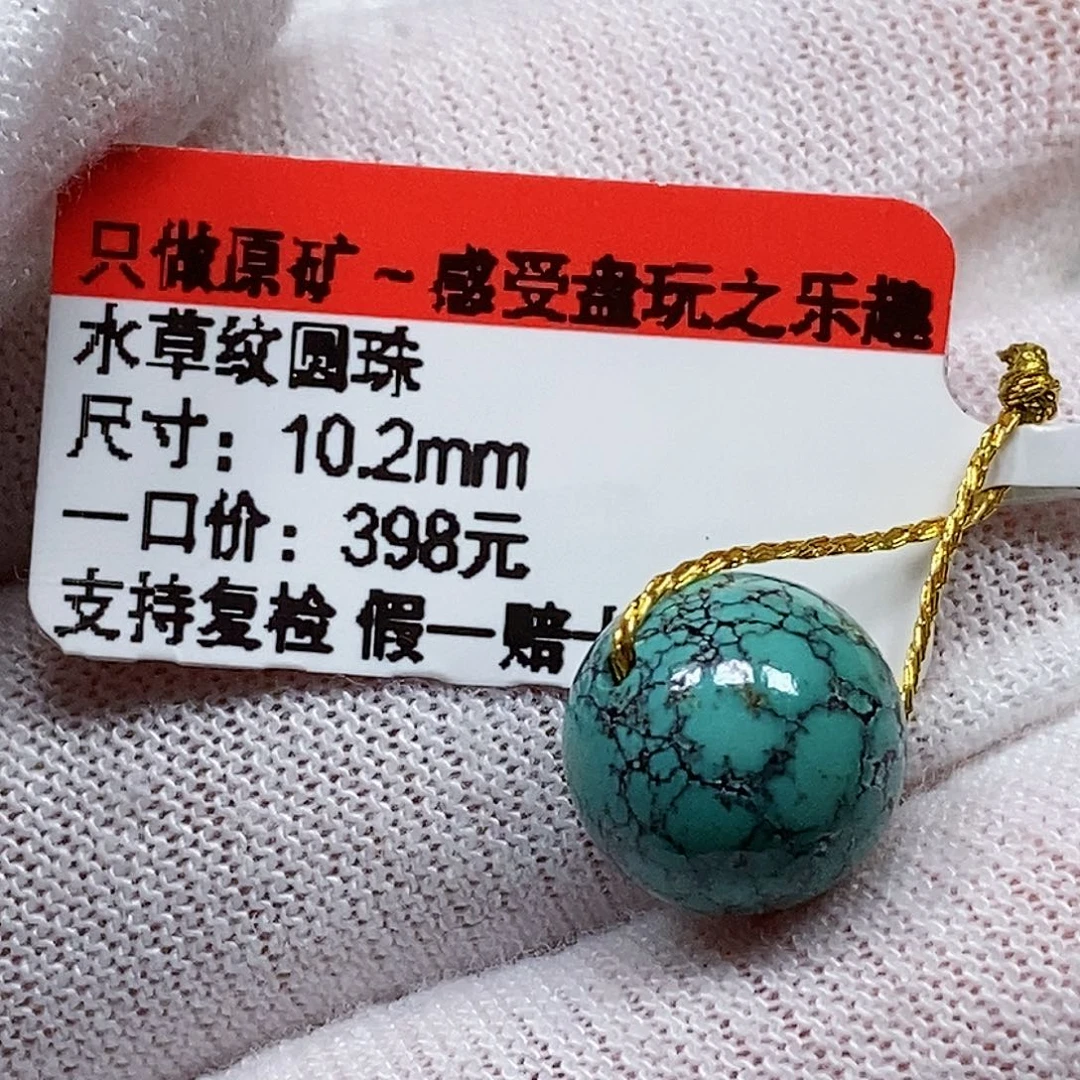 只做原矿~感受盘玩之乐趣
水草纹圆珠
尺寸：10.2mm
一口价：398元
支持复检 假一赔